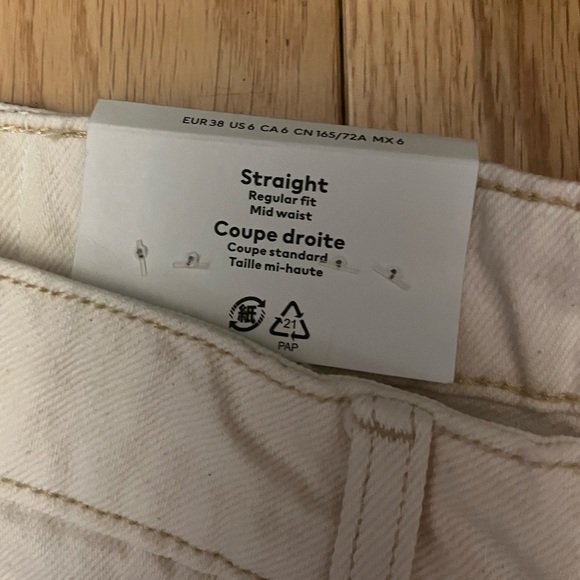 EUR 38 US 6 CA 6 CN 165/72A MX 6
Straight
Regular fit
Mid waist
Coupe droite
Coupe standard
Taille mi-haute
紙
21
PAP